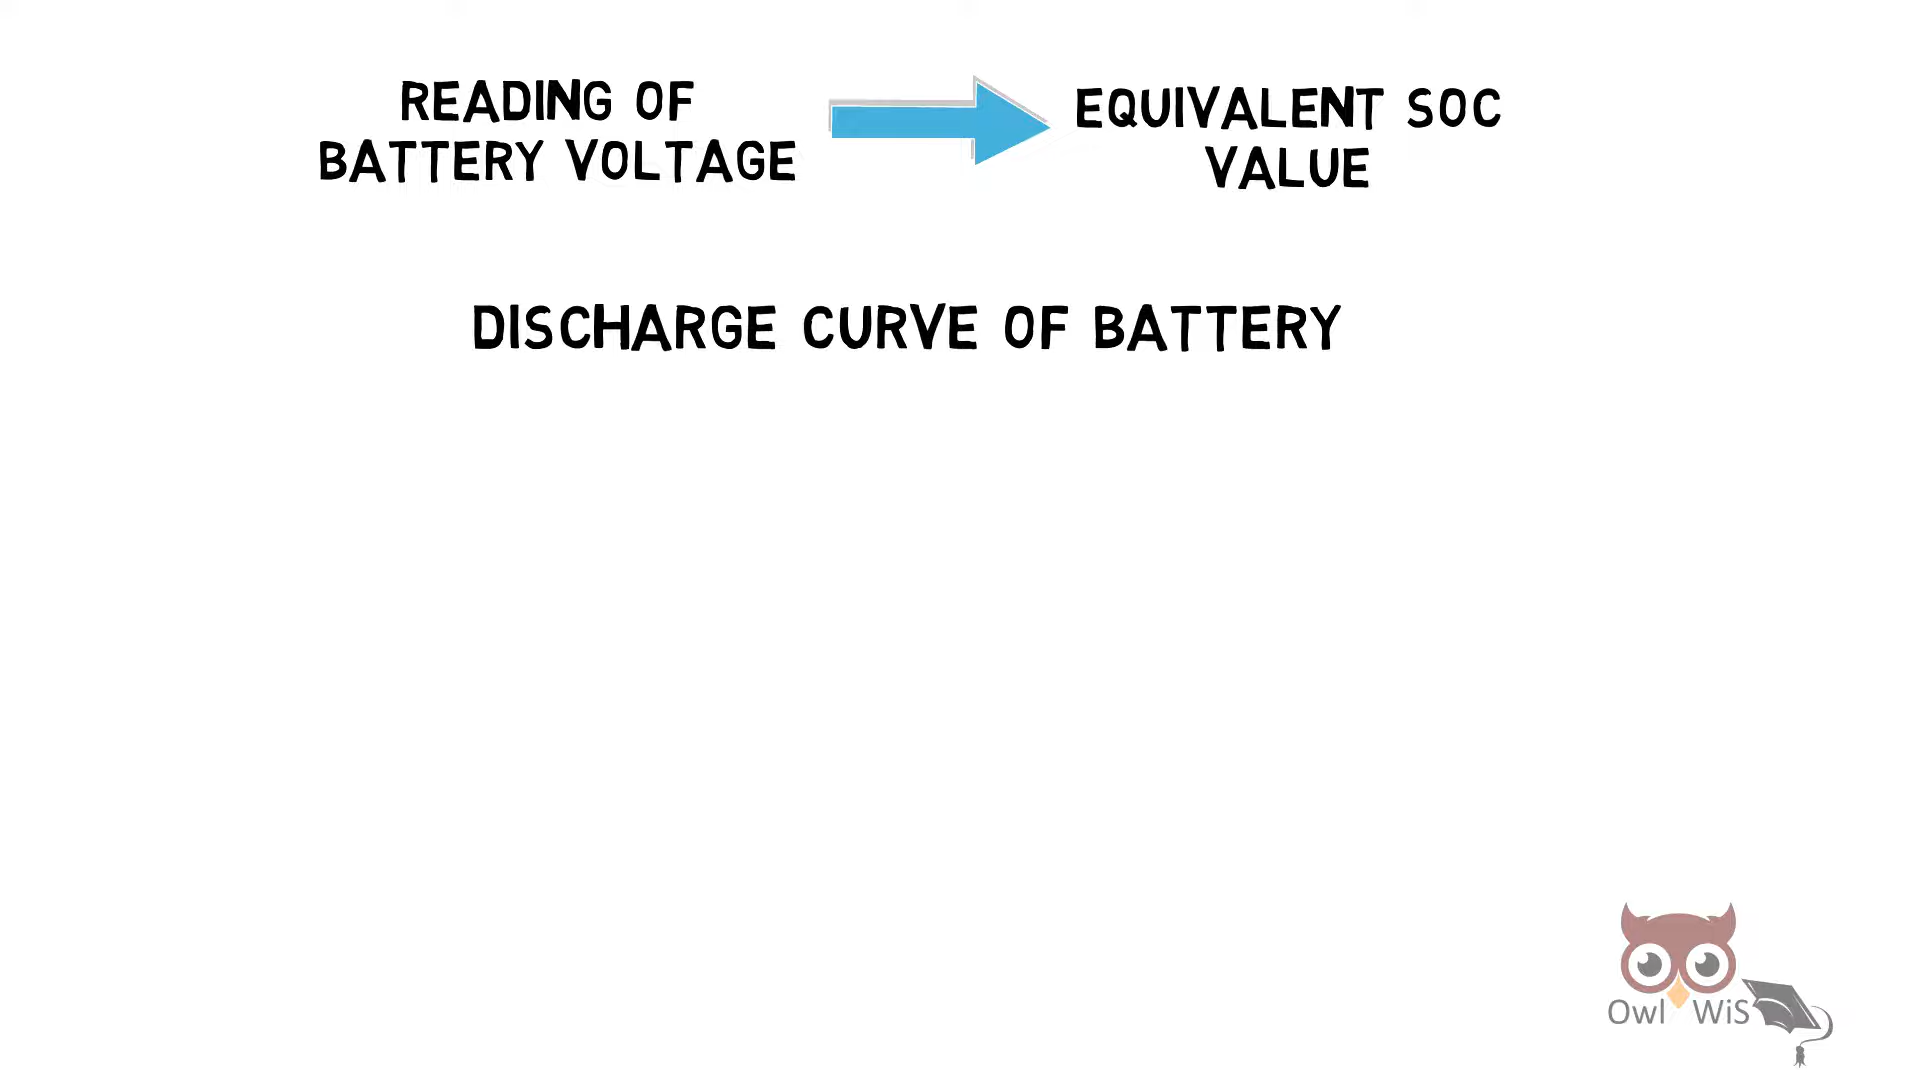 READING OF
BATTERY VOLTAGE
EQUIVALENT SOC
VALUE
DISCHARGE CURVE OF BATTERY
Owl WiS